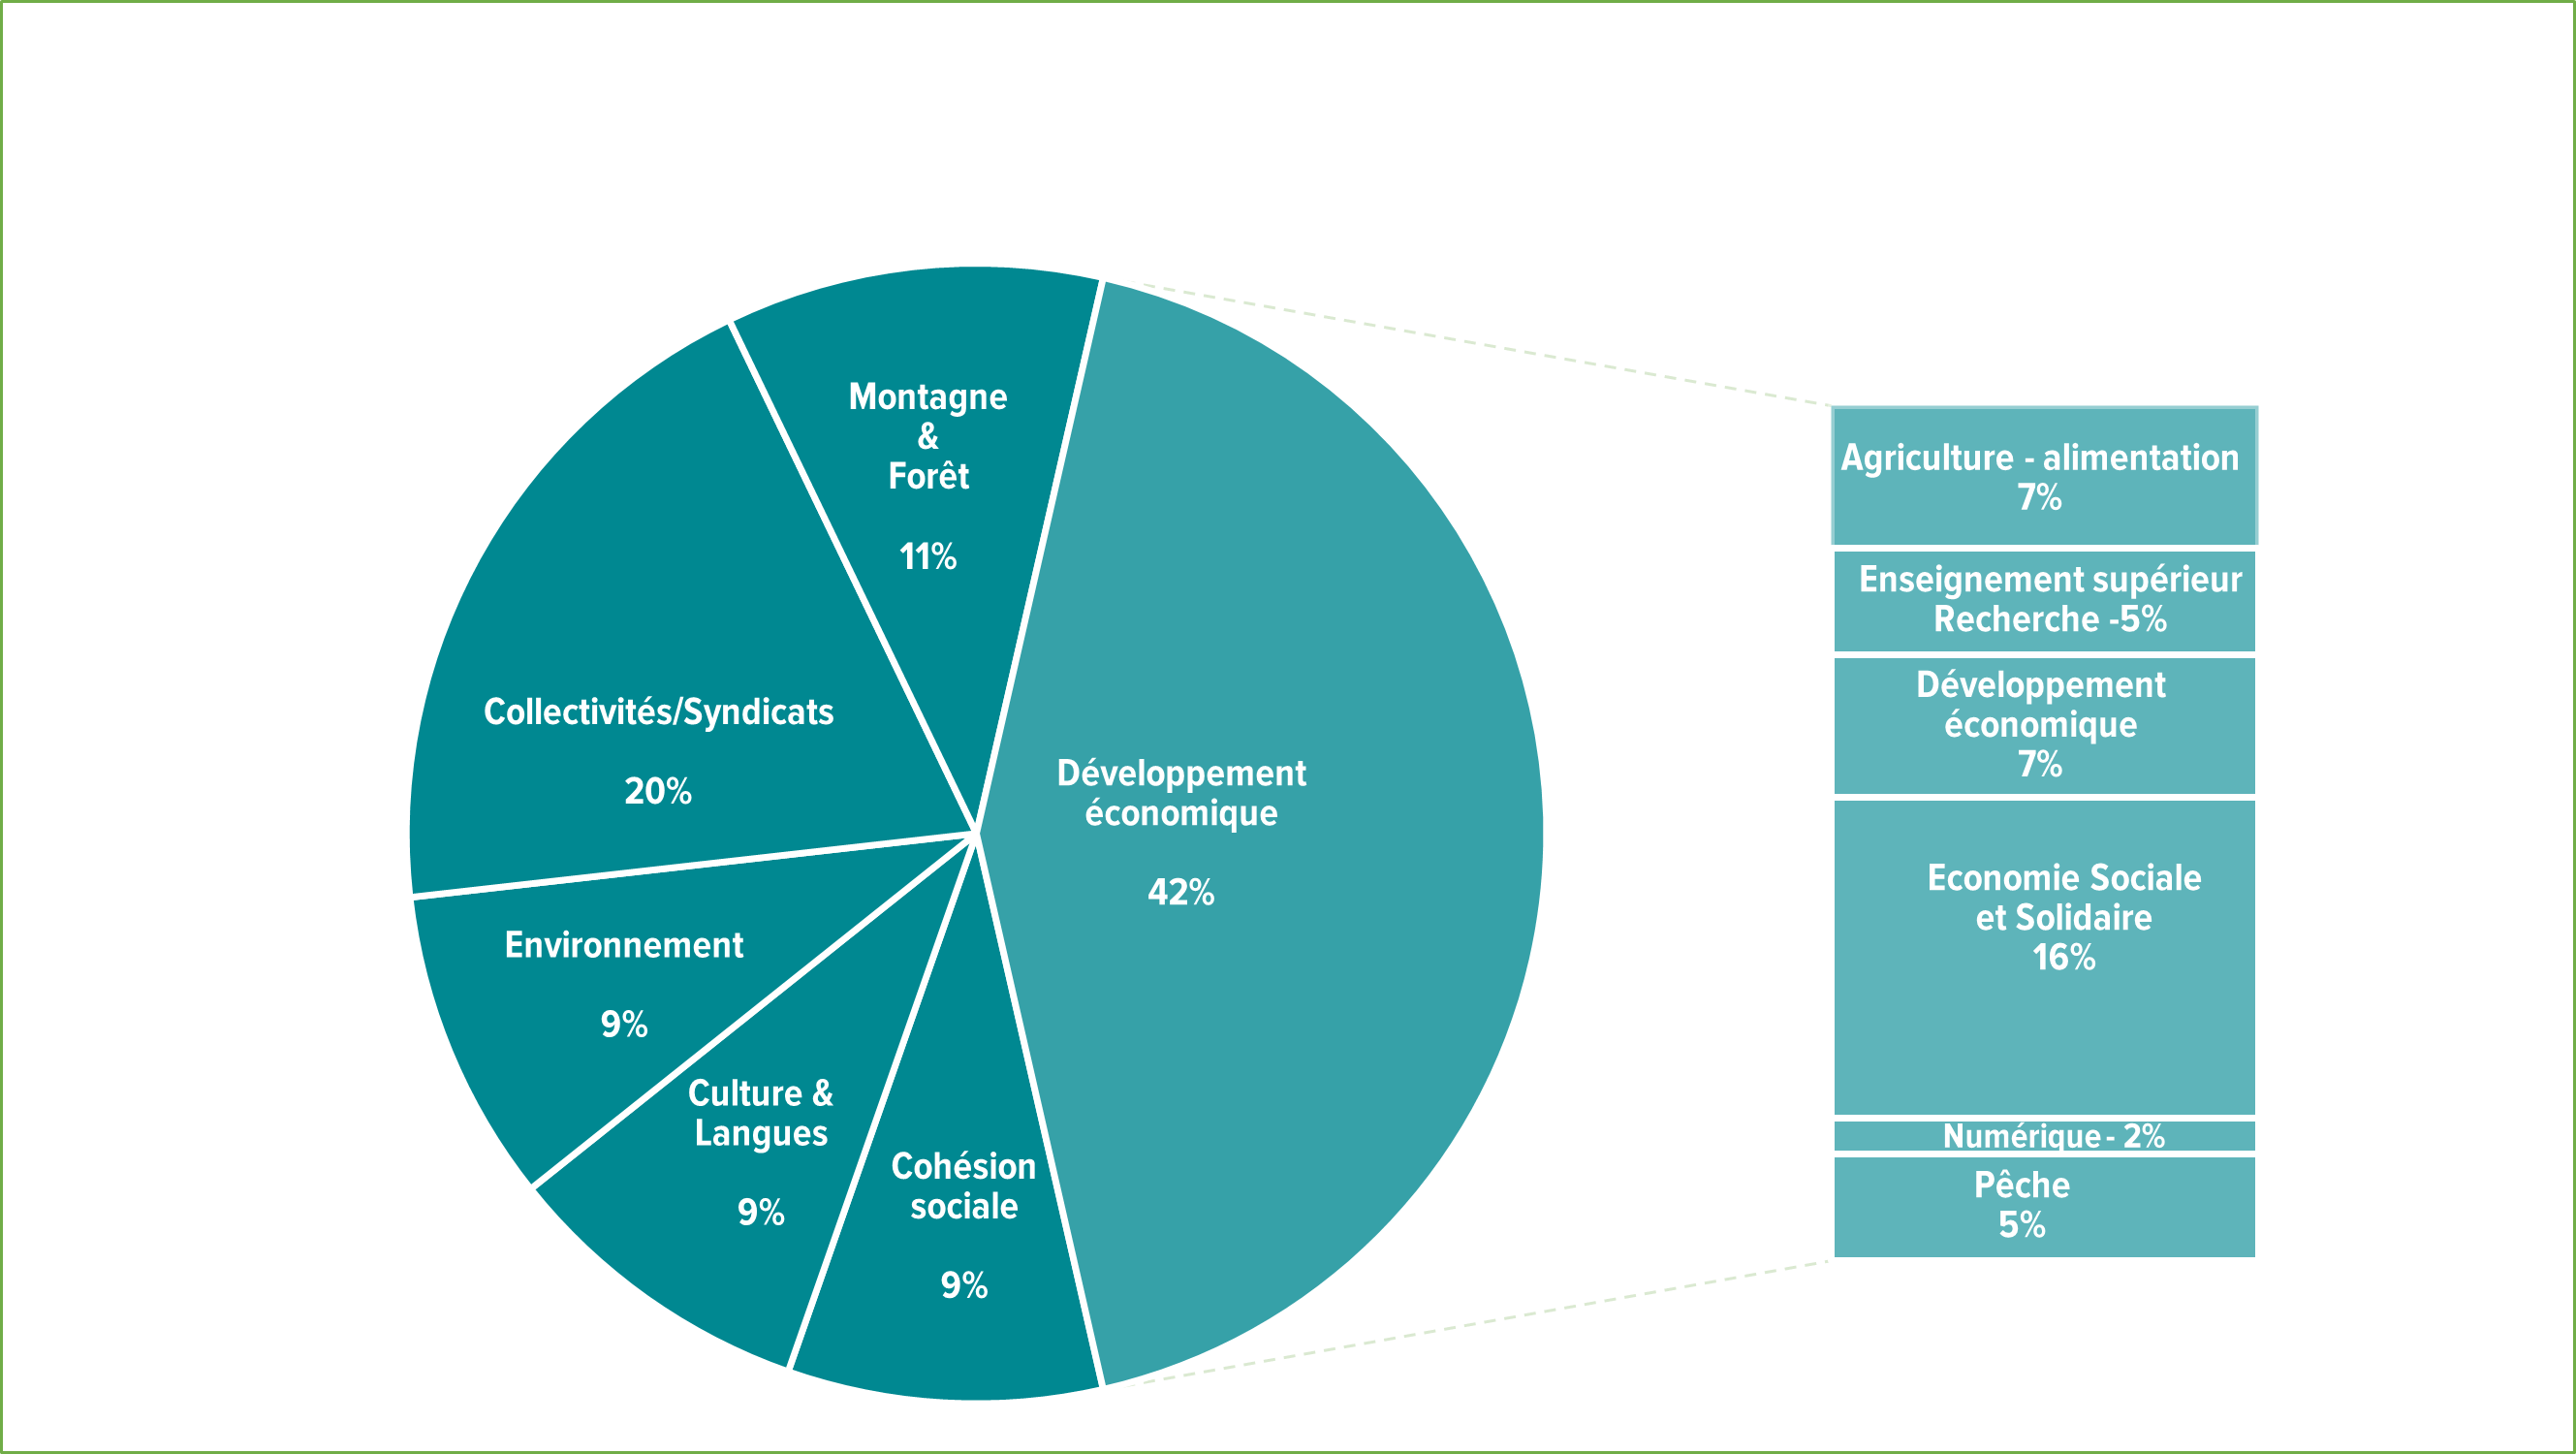 Montagne
&
Forêt
11%
Collectivités/Syndicats
20%
Environnement
9%
Culture &
Langues
9%
Cohésion
sociale
9%
Développement
économique
42%
Agriculture - alimentation
7%
Enseignement supérieur
Recherche -5%
Développement
économique
7%
Economie Sociale
et Solidaire
16%
Numérique - 2%
Pêche
5%